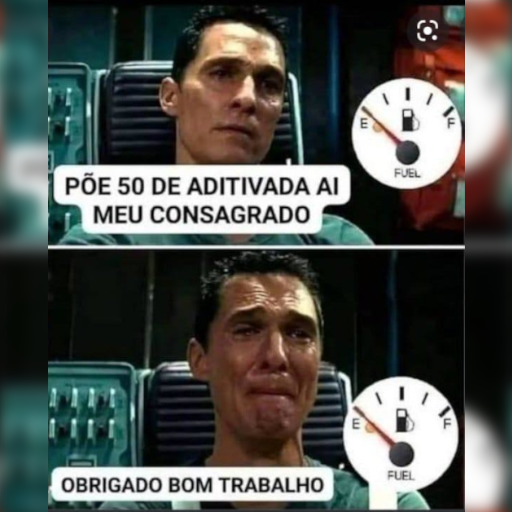 PÕE 50 DE ADITIVADA AI
MEU CONSAGRADO
E F
FUEL
OBRIGADO BOM TRABALHO
E F
FUEL